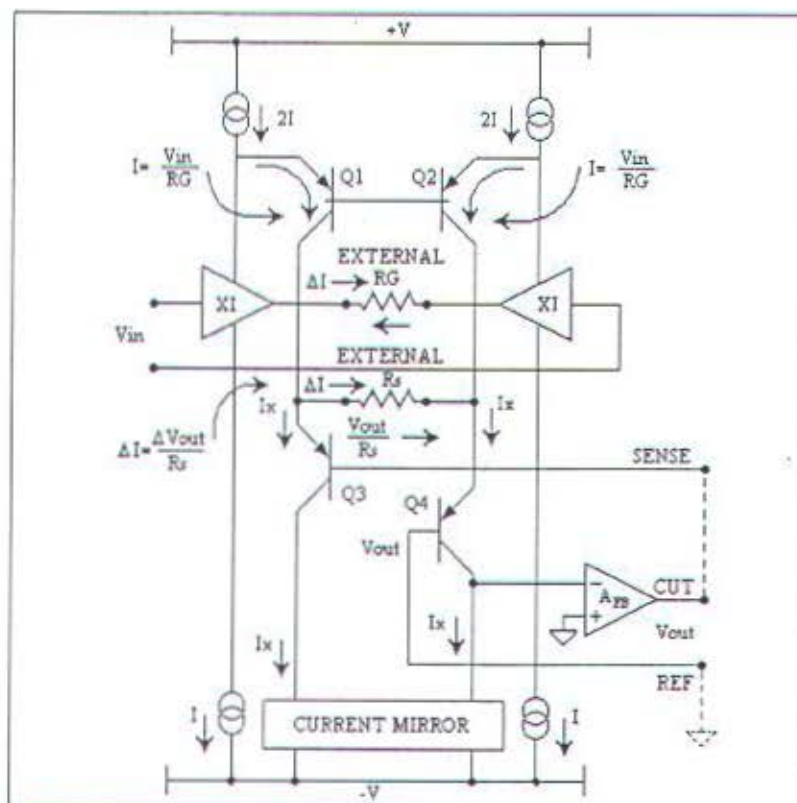 +V
2I
2I
I= Vin/RG
Q1
Q2
I= Vin/RG
EXTERNAL
ΔI
RG
XI
XI
Vin
EXTERNAL
ΔI
Rs
Ix
Ix
ΔI= ΔVout/Rs
Vout/Rs
SENSE
Q3
Q4
Vout
−
A FB
CUT
+
Vout
Ix
Ix
REF
I
CURRENT MIRROR
I
-V